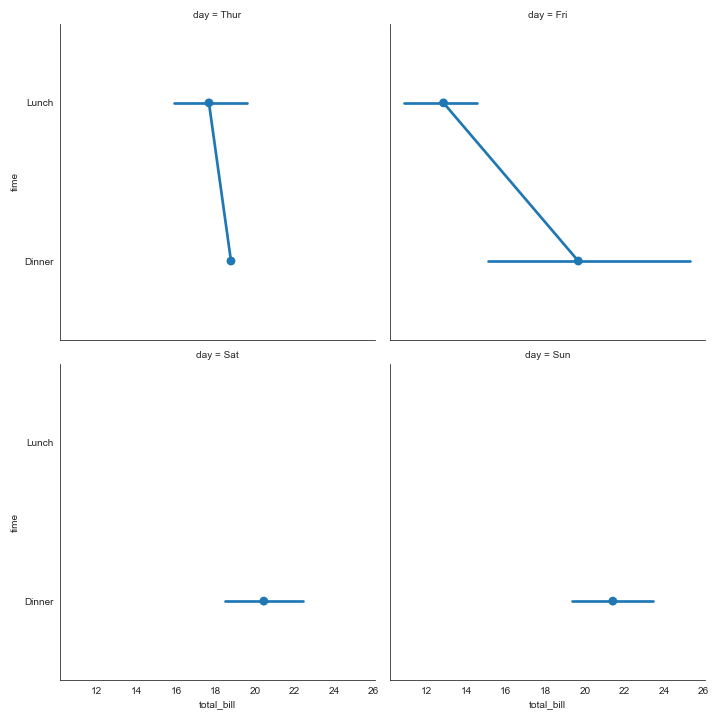 day = Thur
day = Fri
Lunch
time
Dinner
day = Sat
day = Sun
Lunch
time
Dinner
12 14 16 18 20 22 24 26
12 14 16 18 20 22 24 26
total_bill
total_bill